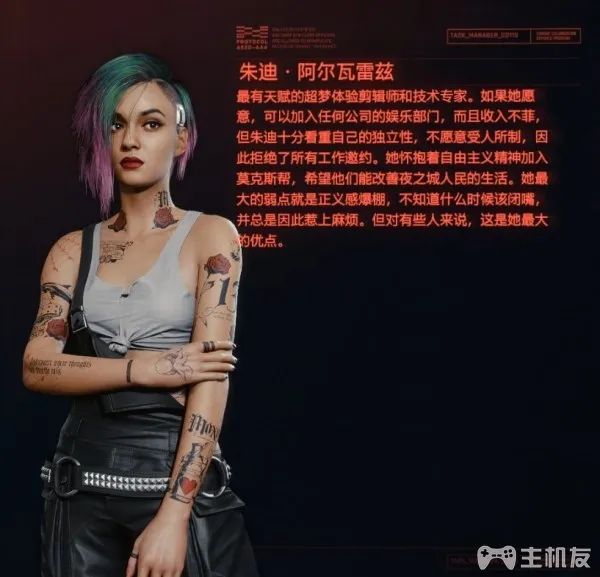 PROTOCOL
6520-A44
TASK_MANAGER_S0115
朱迪·阿尔瓦雷兹
最有天赋的超梦体验剪辑师和技术专家。如果她愿
意，可以加入任何公司的娱乐部门，而且收入不菲，
但朱迪十分看重自己的独立性，不愿意受人所制，因
此拒绝了所有工作邀约。她怀抱着自由主义精神加入
莫克斯帮，希望他们能改善夜之城人民的生活。她最
大的弱点就是正义感爆棚，不知道什么时候该闭嘴，
并总是因此惹上麻烦。但对有些人来说，这是她最大
的优点。
13
Mox
主机友